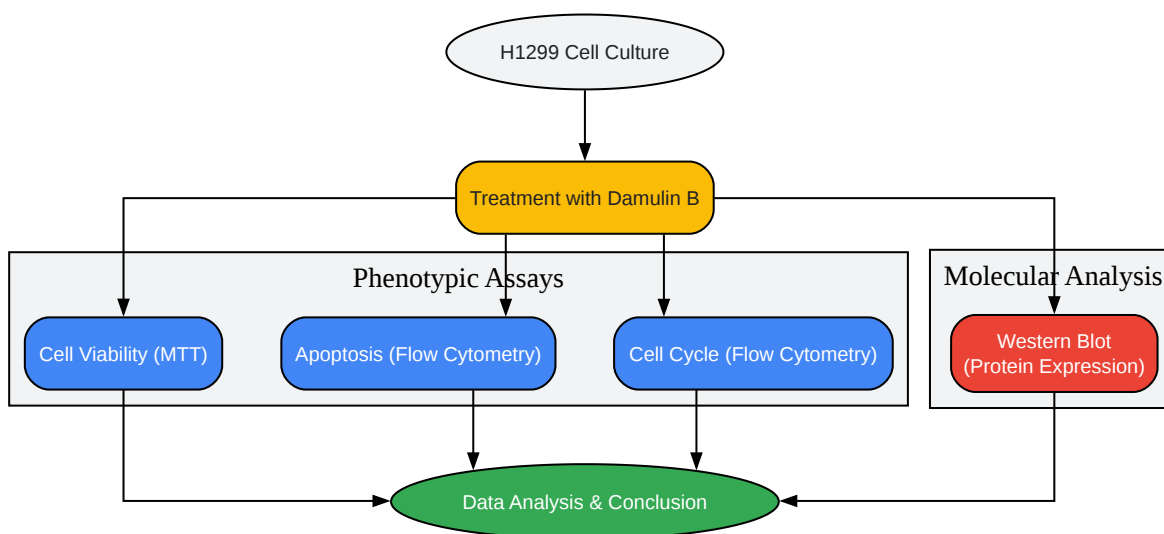 H1299 Cell Culture
Treatment with Damulin B
Phenotypic Assays
Molecular Analysis
Cell Viability (MTT)
Apoptosis (Flow Cytometry)
Cell Cycle (Flow Cytometry)
Western Blot
(Protein Expression)
Data Analysis & Conclusion